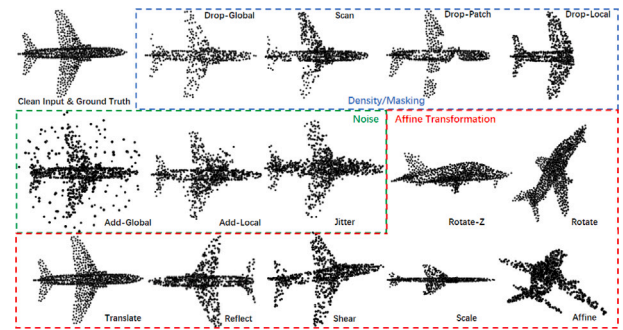 Drop-Global
Scan
Drop-Patch
Drop-Local
Clean Input & Ground Truth
Density/Masking
Noise
Affine Transformation
Add-Global
Add-Local
Jitter
Rotate-Z
Rotate
Translate
Reflect
Shear
Scale
Affine